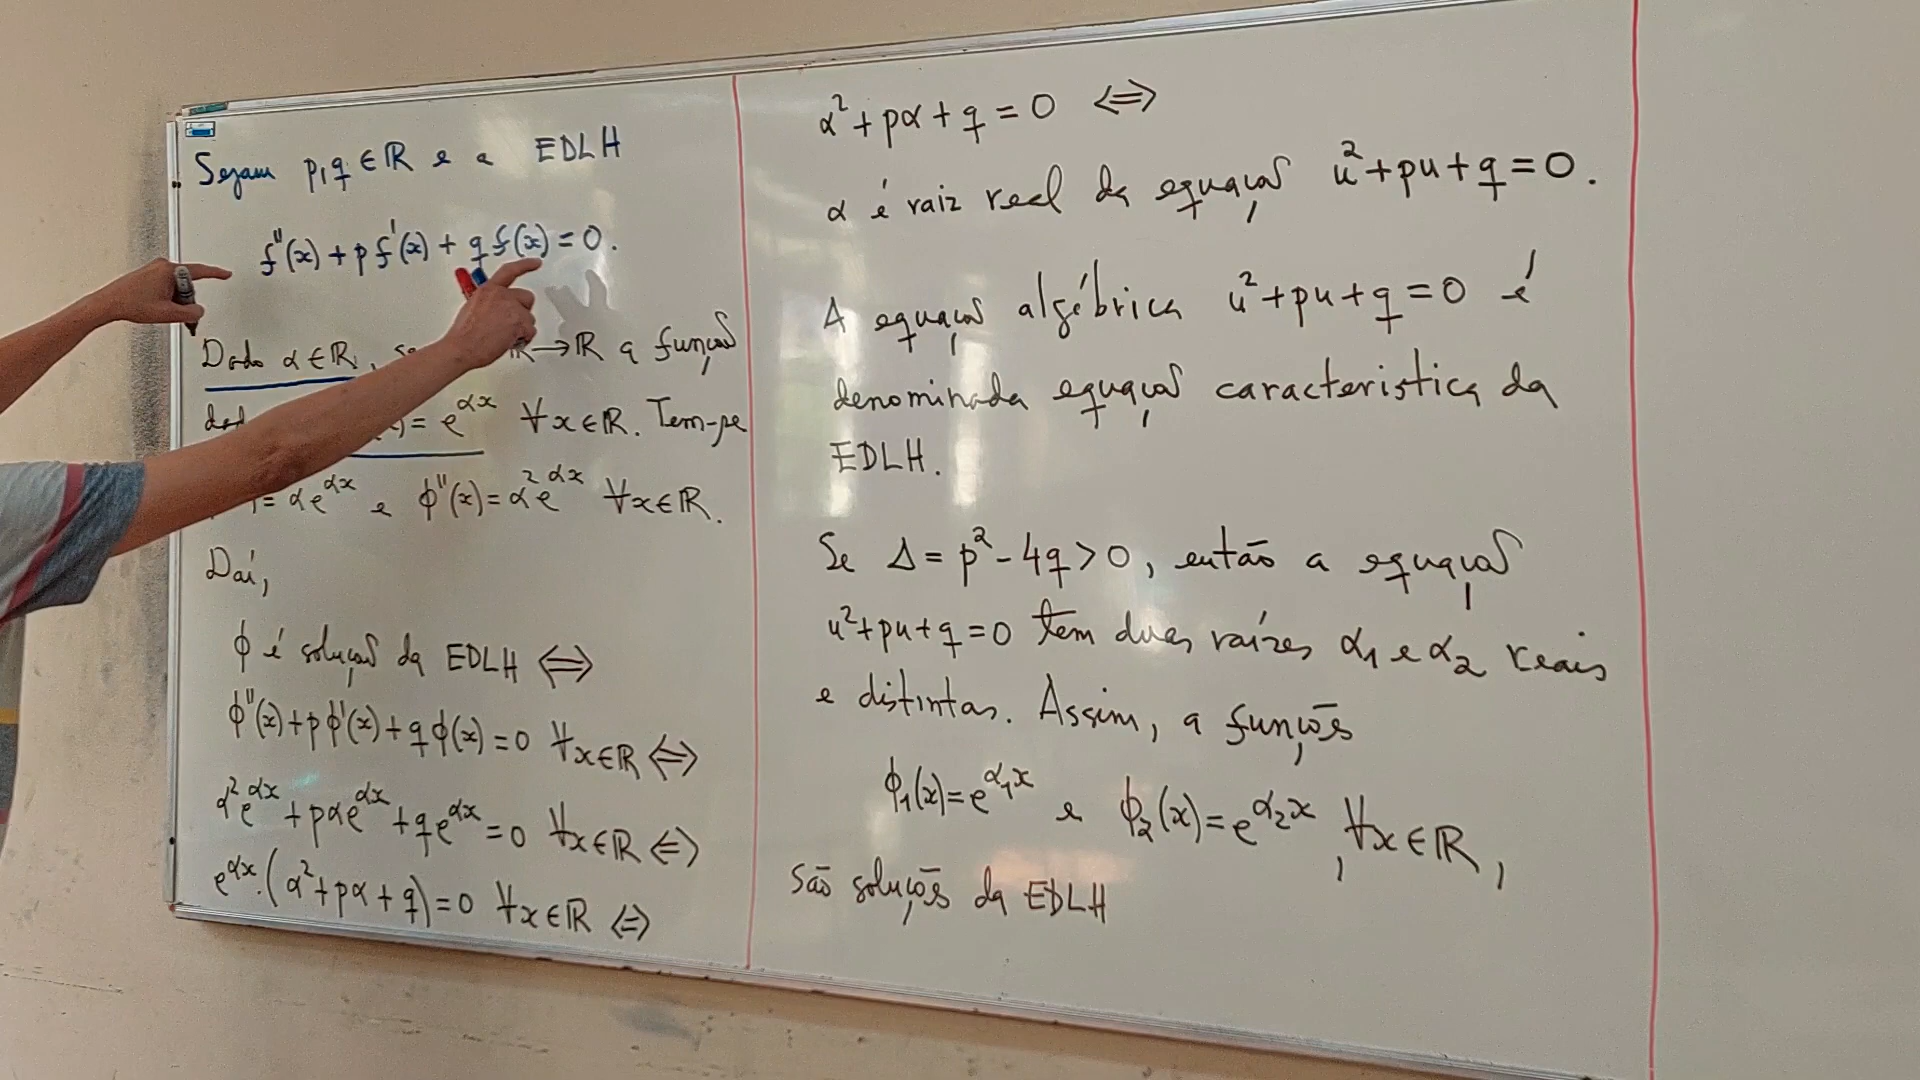 Sejam p,q ∈ ℝ e a EDLH
f''(x) + p f'(x) + q f(x) = 0.
Dado α ∈ ℝ, ℝ → ℝ a função
= e^{αx} ∀x ∈ ℝ. Tem-se
= αe^{αx} e ϕ''(x) = α²e^{αx} ∀x ∈ ℝ.
Daí,
ϕ é solução da EDLH ⇔
ϕ''(x) + pϕ'(x) + qϕ(x) = 0 ∀x ∈ ℝ ⇔
α²e^{αx} + pαe^{αx} + qe^{αx} = 0 ∀x ∈ ℝ ⇔
e^{αx}.(α² + pα + q) = 0 ∀x ∈ ℝ ⇔
α² + pα + q = 0 ⇔
α é raiz real da equação u² + pu + q = 0.
A equação algébrica u² + pu + q = 0 é
denominada equação característica da
EDLH.
Se Δ = p² - 4q > 0, então a equação
u² + pu + q = 0 tem duas raízes α₁ e α₂ reais
e distintas. Assim, a funções
ϕ₁(x) = e^{α₁x} e ϕ₂(x) = e^{α₂x}, ∀x ∈ ℝ,
são soluções da EDLH